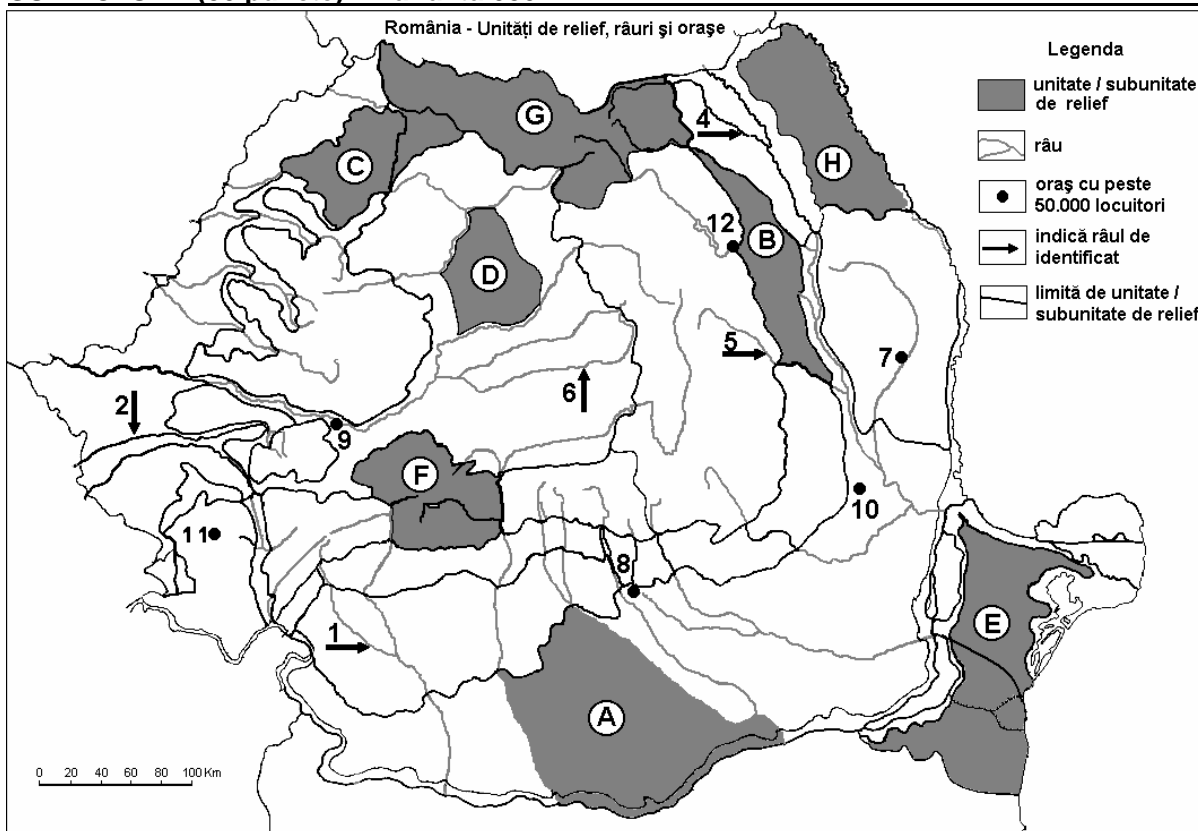 România - Unităţi de relief, râuri şi oraşe
Legenda
unitate / subunitate
de relief
râu
oraş cu peste
50.000 locuitori
indică râul de
identificat
limită de unitate /
subunitate de relief
G
4
C
H
12
B
D
5
7
2
6
9
F
10
11
8
E
1
A
0 20 40 60 80 100 Km